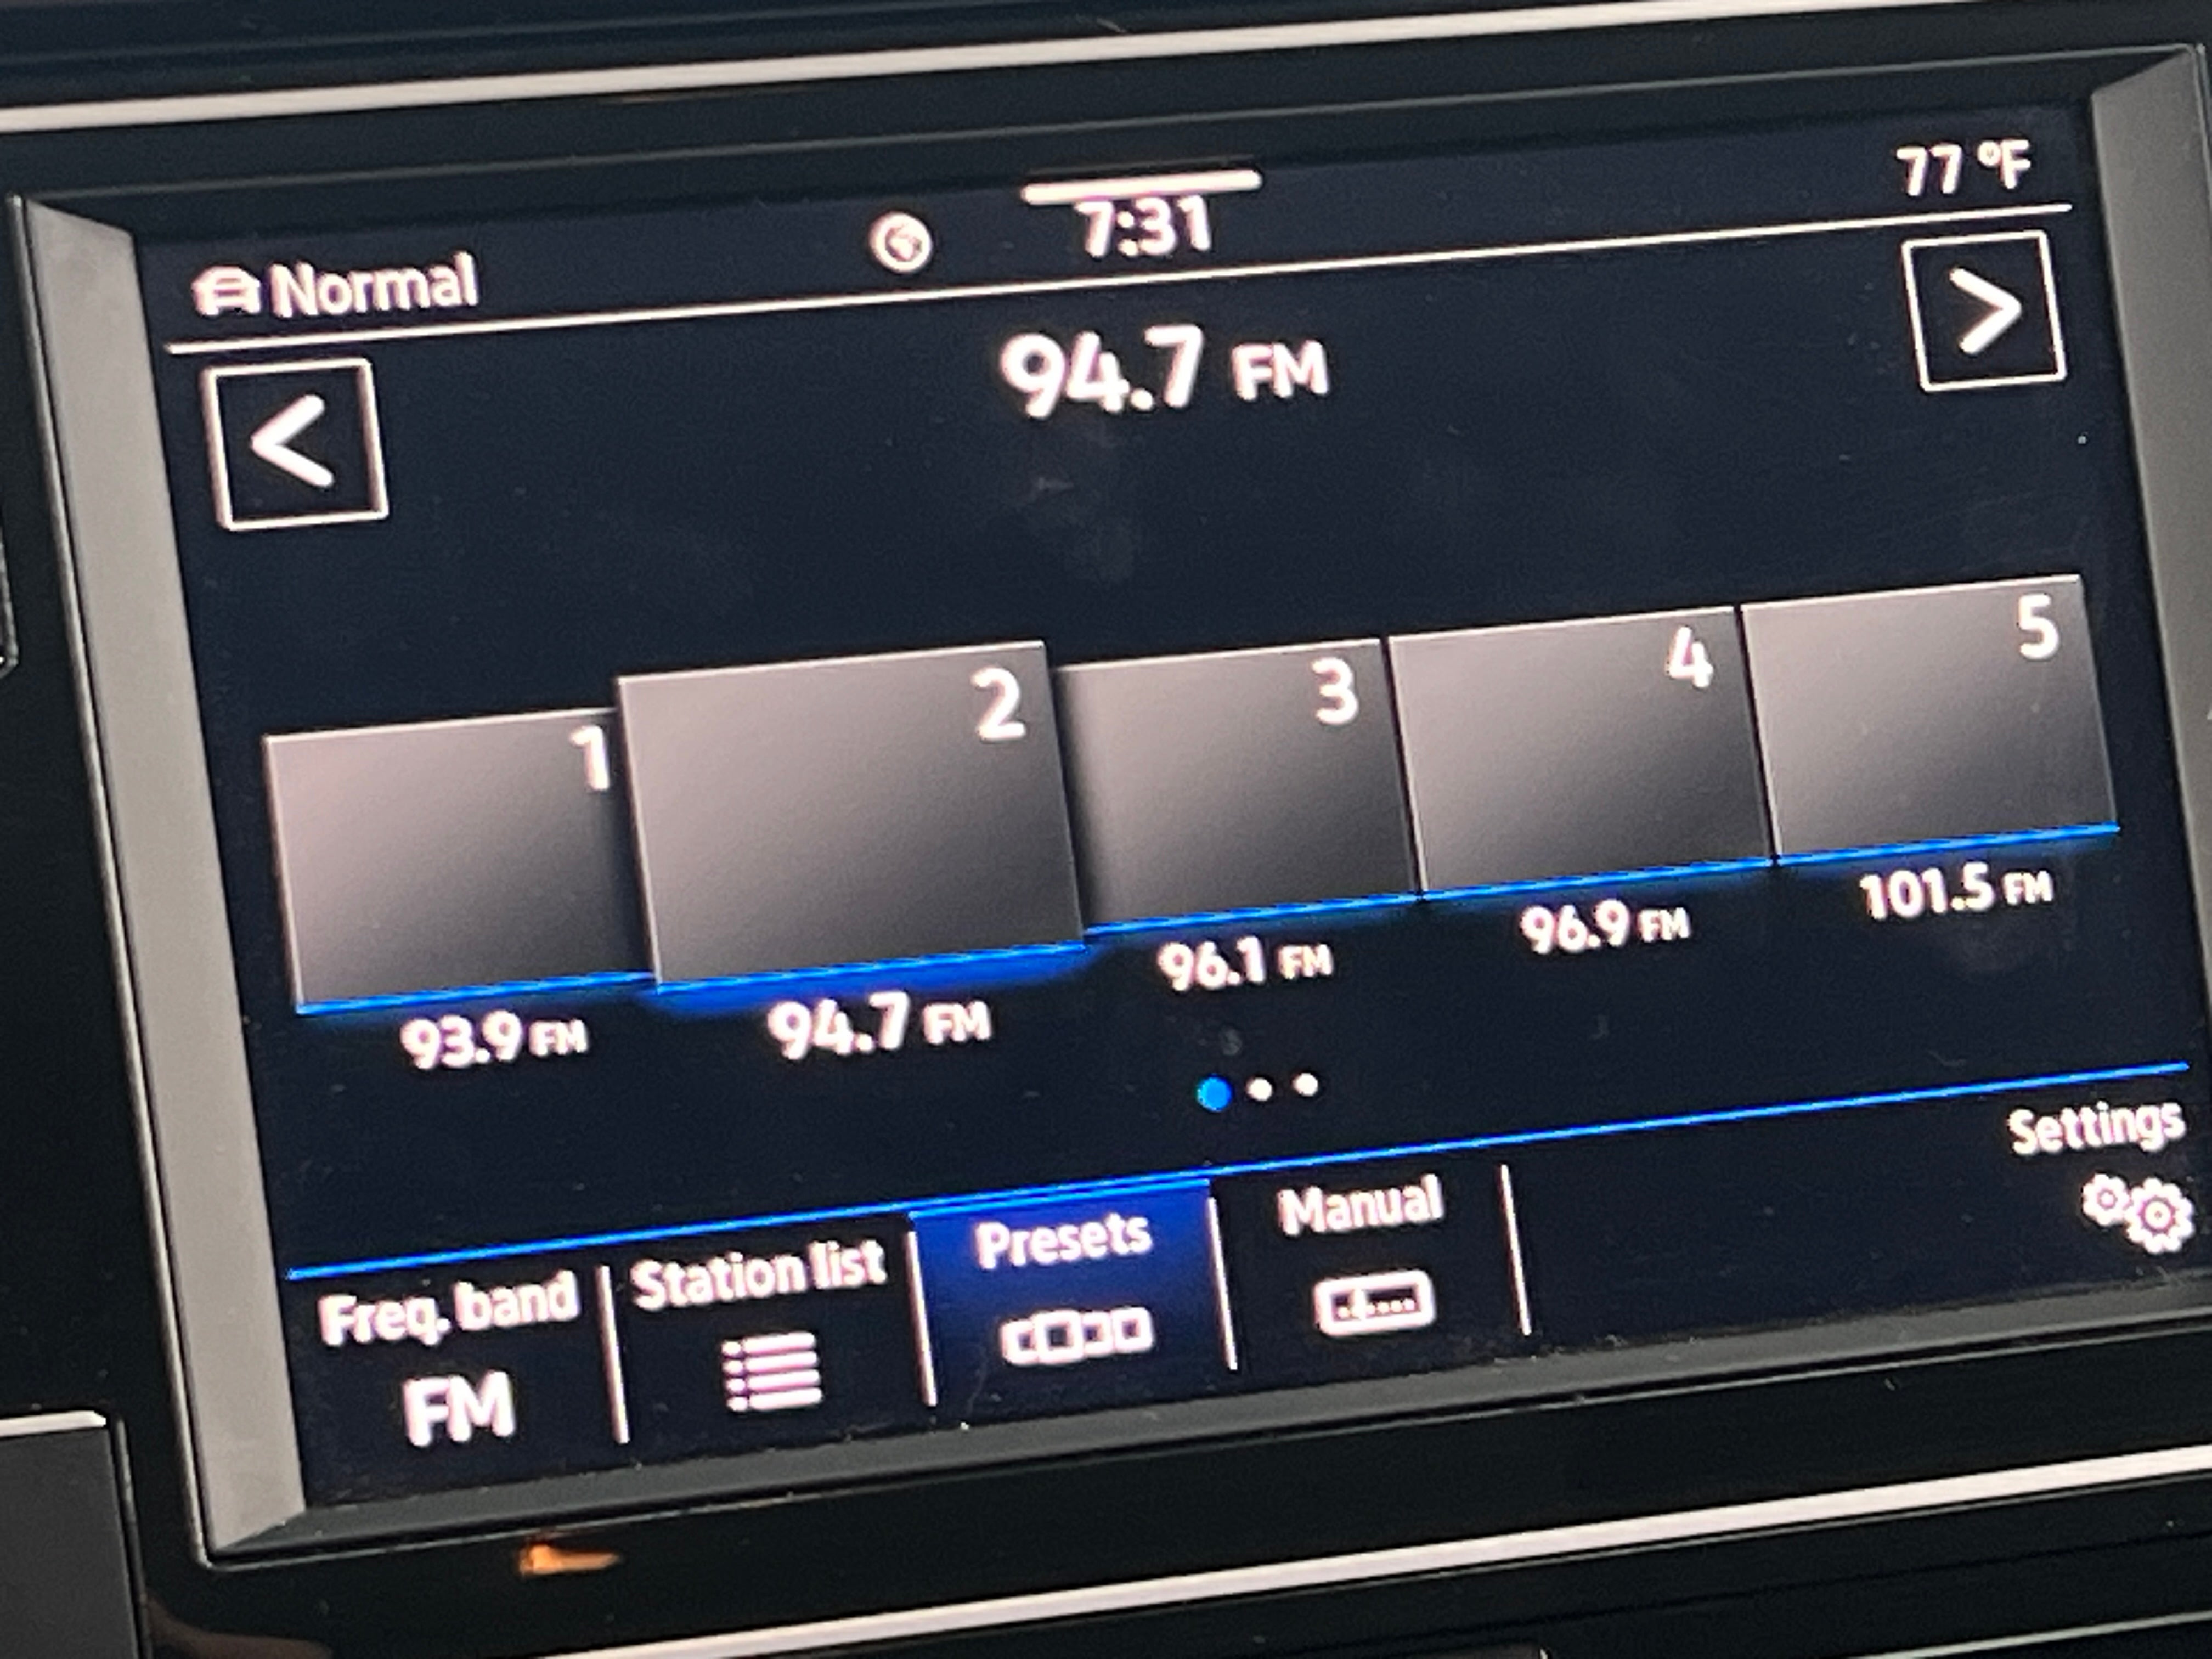 Normal
7:31
77 °F
<
94.7 FM
>
1
2
3
4
5
93.9 FM
94.7 FM
96.1 FM
96.9 FM
101.5 FM
Freq. band
FM
Station list
Presets
Manual
Settings